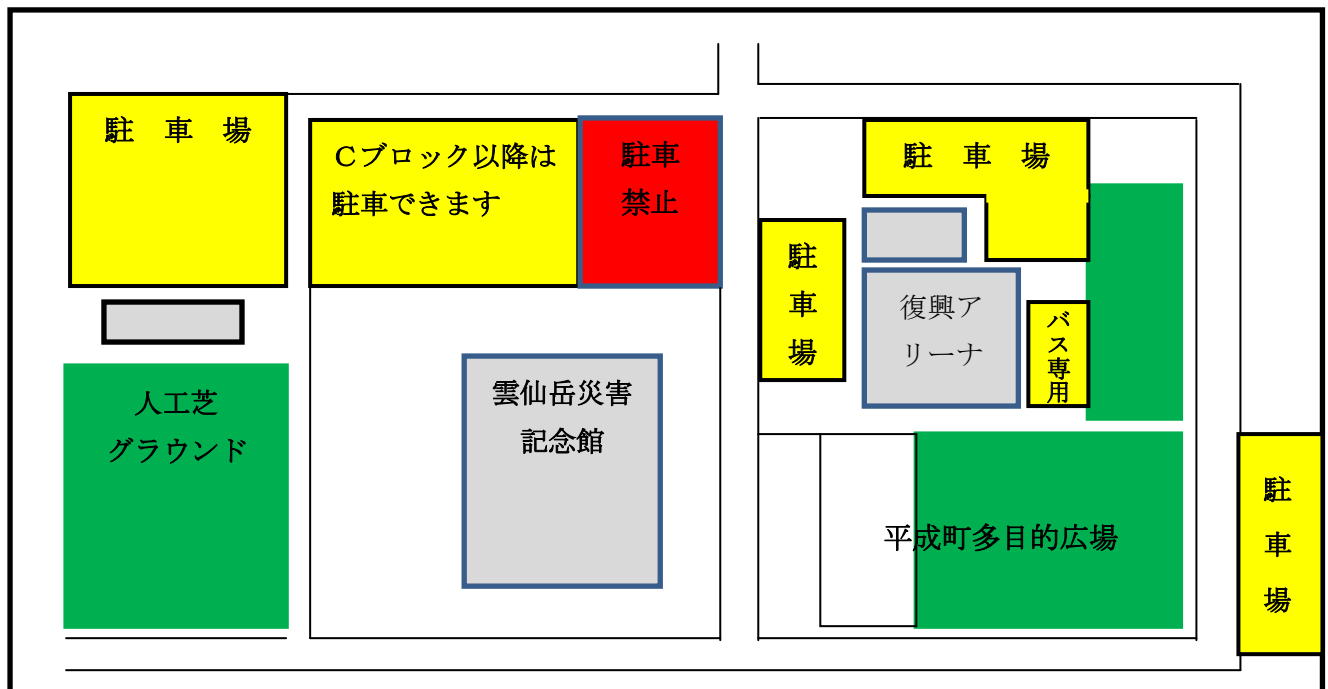 駐　車　場
Ｃブロック以降は
駐車できます
駐車
禁止
駐　車　場
駐車場
復興ア
リーナ
バス専用
人工芝
グラウンド
雲仙岳災害
記念館
平成町多目的広場
駐車場